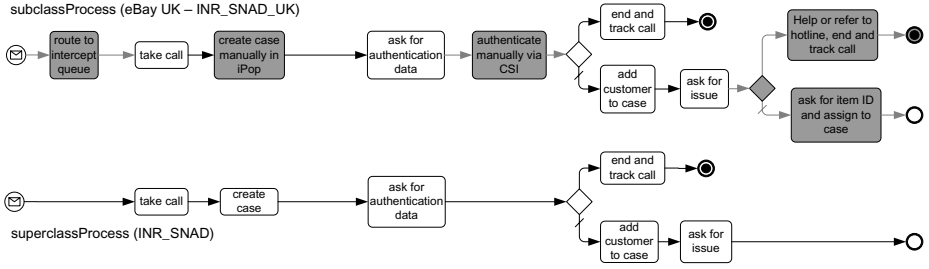 subclassProcess (eBay UK – INR_SNAD_UK)
route to
intercept
queue
take call
create case
manually in
iPop
ask for
authentication
data
authenticate
manually via
CSI
end and
track call
add
customer
to case
ask for
issue
Help or refer to
hotline, end and
track call
ask for item ID
and assign to
case
take call
create
case
ask for
authentication
data
end and
track call
add
customer
to case
ask for
issue
superclassProcess (INR_SNAD)